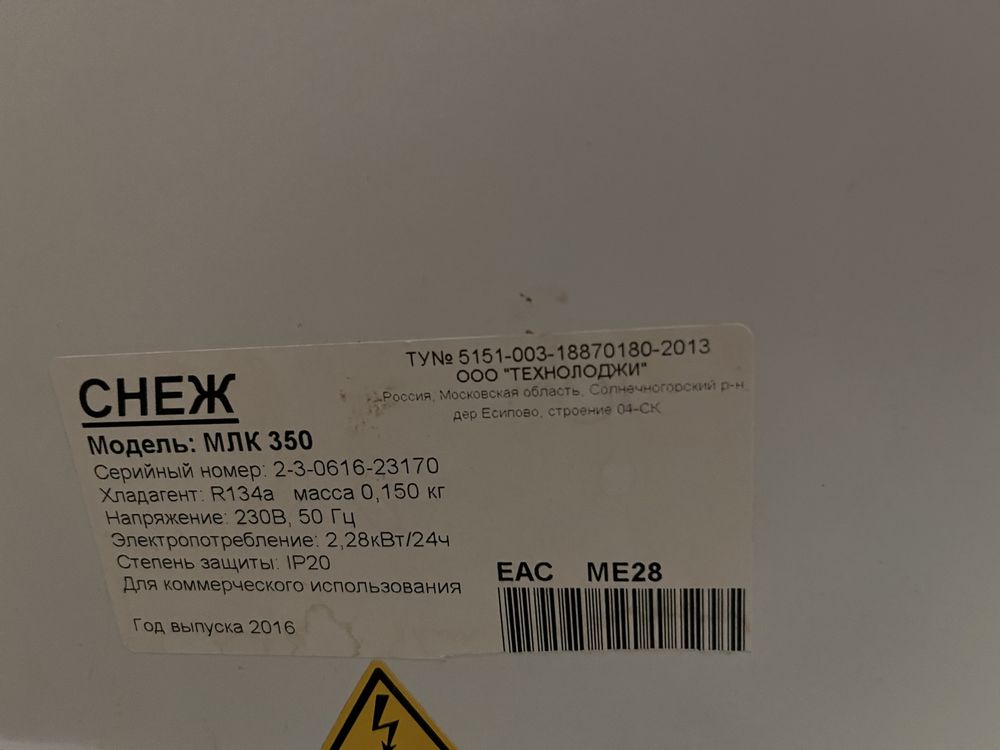 ТУ№ 5151-003-18870180-2013
ООО "ТЕХНОЛОДЖИ"
Россия, Московская область, Солнечногорский р-н,
дер Есипово, строение 04-СК
СНЕЖ
Модель: МЛК 350
Серийный номер: 2-3-0616-23170
Хладагент: R134a масса 0,150 кг
Напряжение: 230В, 50 Гц
Электропотребление: 2,28кВт/24ч
Степень защиты: IP20
Для коммерческого использования
Год выпуска 2016
ЕАС МЕ28